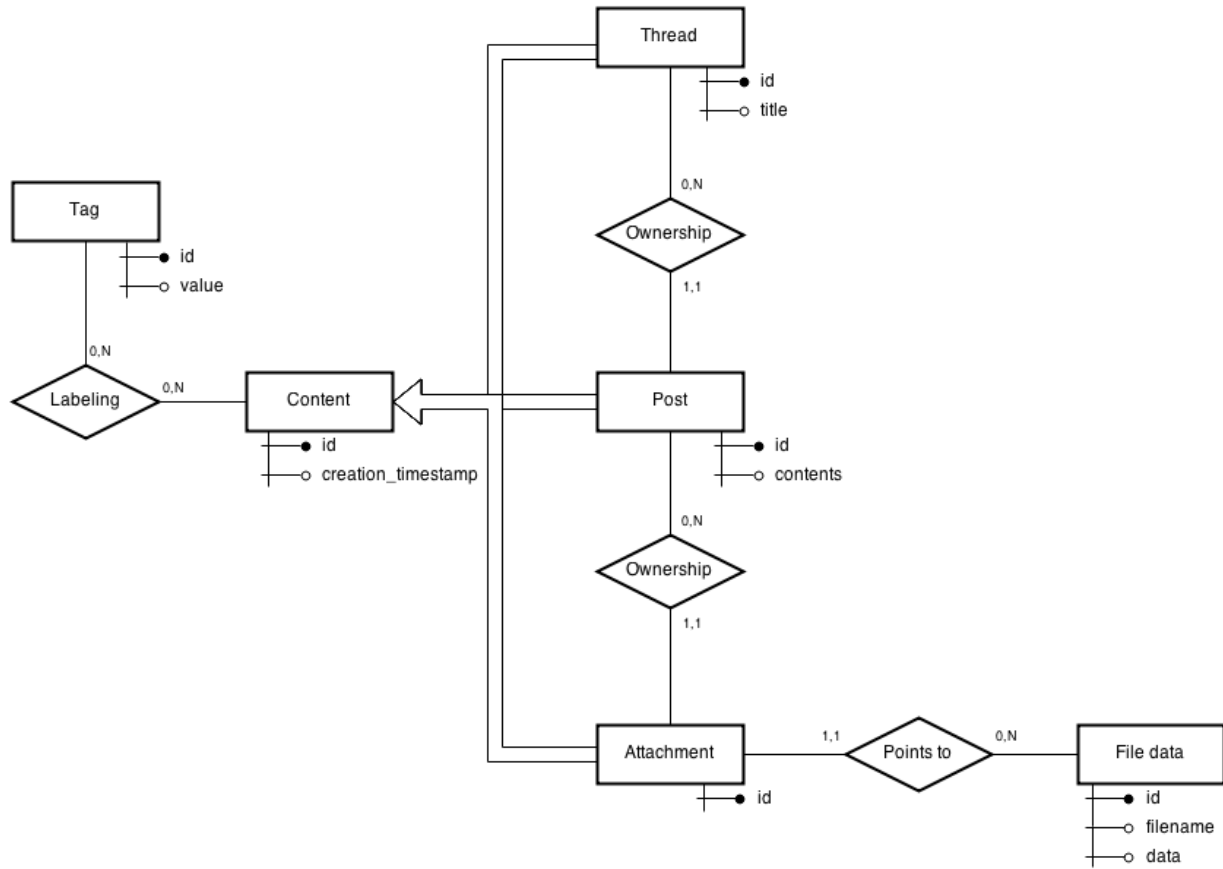 Thread
id
title
0,N
Ownership
1,1
Tag
id
value
0,N
Labeling
0,N
Content
id
creation_timestamp
Post
id
contents
0,N
Ownership
1,1
Attachment
id
1,1
Points to
0,N
File data
id
filename
data